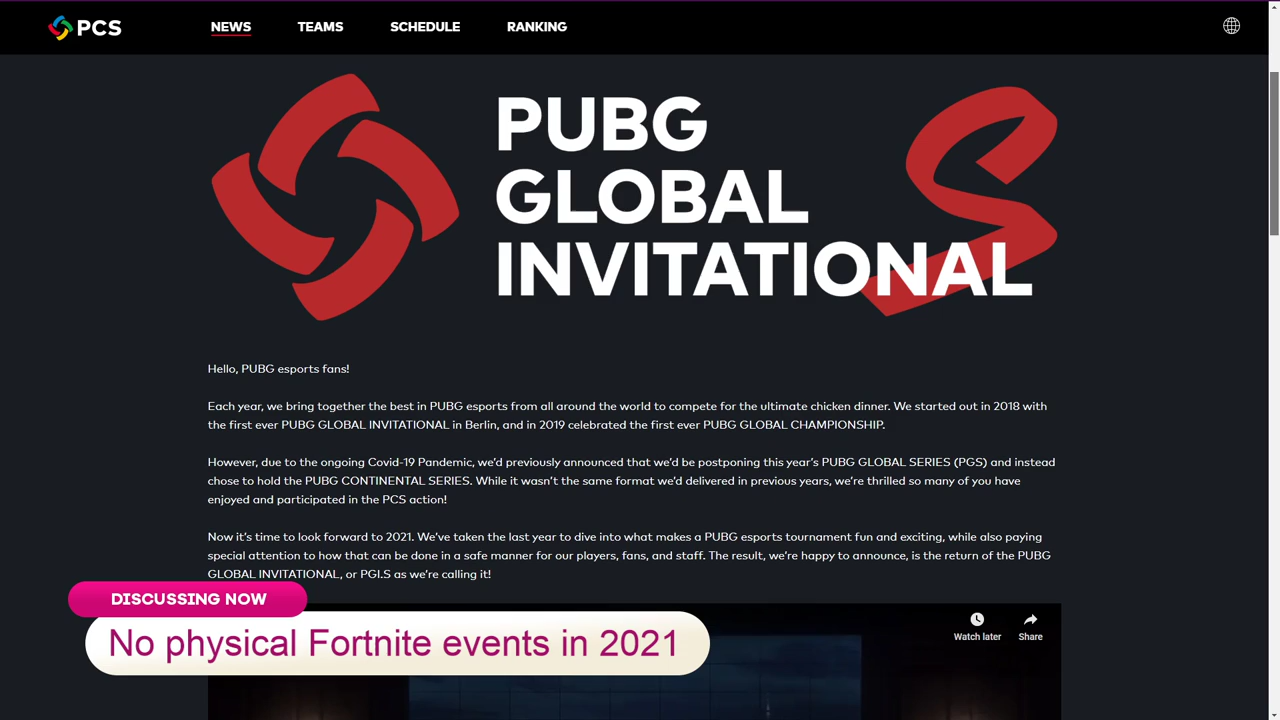 PCS
NEWS
TEAMS
SCHEDULE
RANKING
PUBG
GLOBAL
INVITATIONAL
S
Hello, PUBG esports fans!
Each year, we bring together the best in PUBG esports from all around the world to compete for the ultimate chicken dinner. We started out in 2018 with
the first ever PUBG GLOBAL INVITATIONAL in Berlin, and in 2019 celebrated the first ever PUBG GLOBAL CHAMPIONSHIP.
However, due to the ongoing Covid-19 Pandemic, we'd previously announced that we'd be postponing this year's PUBG GLOBAL SERIES (PGS) and instead
chose to hold the PUBG CONTINENTAL SERIES. While it wasn't the same format we'd delivered in previous years, we're thrilled so many of you have
enjoyed and participated in the PCS action!
Now it's time to look forward to 2021. We've taken the last year to dive into what makes a PUBG esports tournament fun and exciting, while also paying
special attention to how that can be done in a safe manner for our players, fans, and staff. The result, we're happy to announce, is the return of the PUBG
GLOBAL INVITATIONAL, or PGI.S as we're calling it!
DISCUSSING NOW
No physical Fortnite events in 2021
Watch later
Share